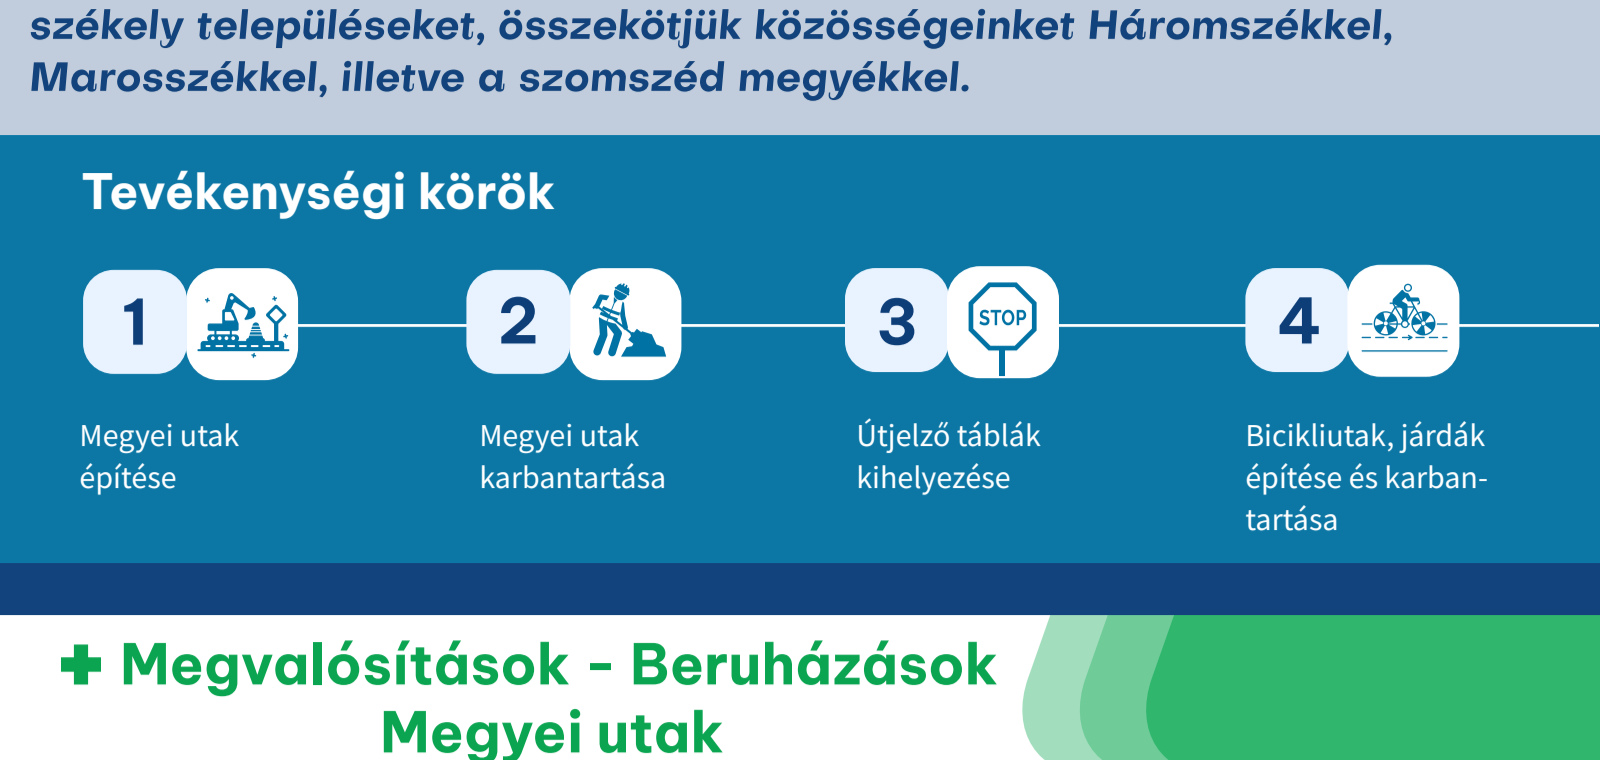 székely településeket, összekötjük közösségeinket Háromszékkel,
Marosszékkel, illetve a szomszéd megyékkel.
Tevékenységi körök
1
2
3
STOP
4
Megyei utak
építése
Megyei utak
karbantartása
Útjelző táblák
kihelyezése
Bicikliutak, járdák
építése és karban-
tartása
Megvalósítások - Beruházások
Megyei utak